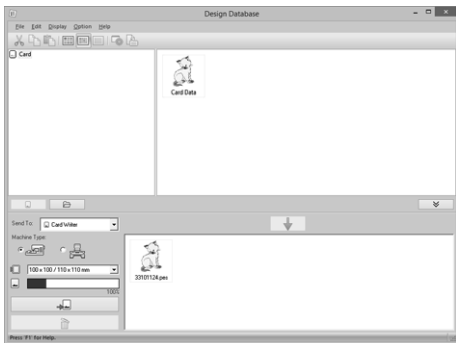 Design Database
File Edit Display Option Help
Card
Card Data
Send To: Card Writer
Machine Type
100 x 100 / 110 x 110 mm
100%
33101124.pes
Press 'F1' for Help.